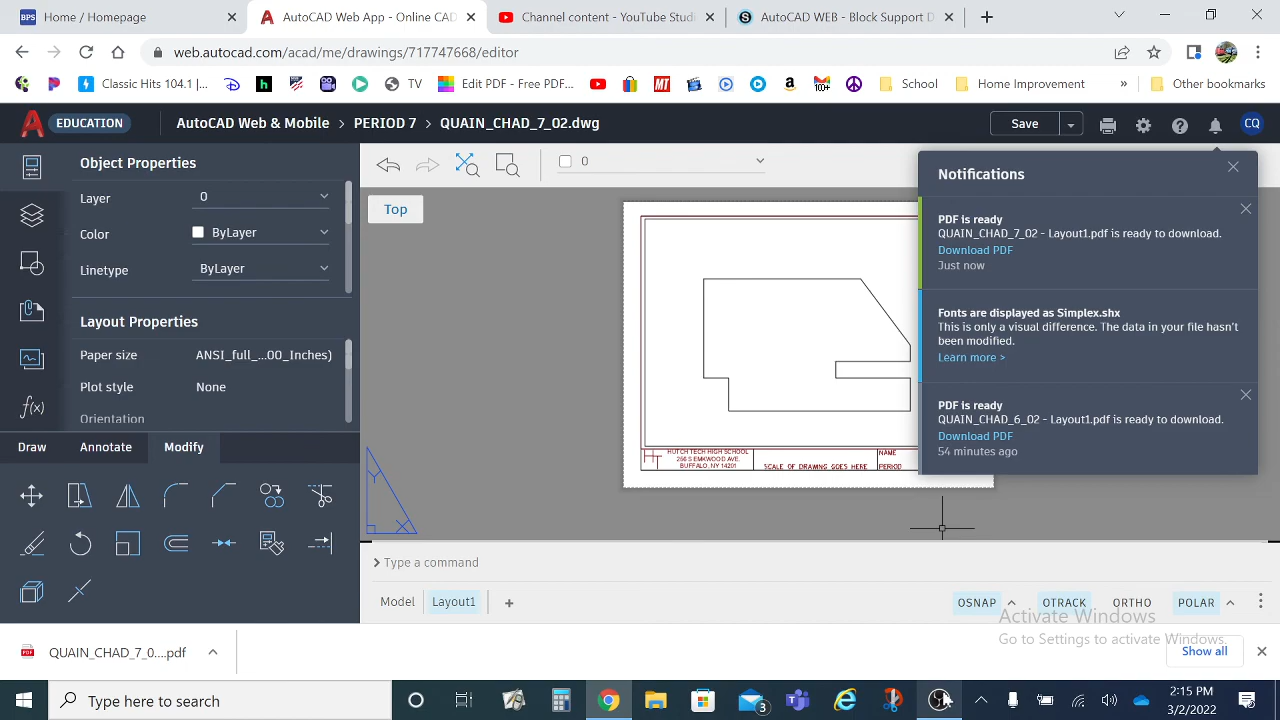 BPS Home / Homepage
AutoCAD Web App - Online CAD
Channel content - YouTube Studi
AutoCAD WEB - Block Support D
web.autocad.com/acad/me/drawings/717747668/editor
Classic Hits 104.1 |...
TV
Edit PDF - Free PDF...
MT
100+
School
Home Improvement
»
Other bookmarks
EDUCATION
AutoCAD Web & Mobile > PERIOD 7 > QUAIN_CHAD_7_02.dwg
Save
CQ
Object Properties
Layer 0
Color ByLayer
Linetype ByLayer
Layout Properties
Paper size ANSI_full_...00_Inches)
Plot style None
Orientation
Draw Annotate Modify
0
Top
Notifications
PDF is ready
QUAIN_CHAD_7_02 - Layout1.pdf is ready to download.
Download PDF
Just now
Fonts are displayed as Simplex.shx
This is only a visual difference. The data in your file hasn't
been modified.
Learn more >
PDF is ready
QUAIN_CHAD_6_02 - Layout1.pdf is ready to download.
Download PDF
54 minutes ago
HUTCH TECH HIGH SCHOOL
256 S ELMKWOOD AVE.
BUFFALO, NY 14201
SCALE OF DRAWING GOES HERE
NAME
PERIOD
Y
X
Type a command
Model Layout1 +
OSNAP OTRACK ORTHO POLAR
Activate Windows
Go to Settings to activate Windows.
QUAIN_CHAD_7_0....pdf
Show all
Type here to search
3
2:15 PM
3/2/2022